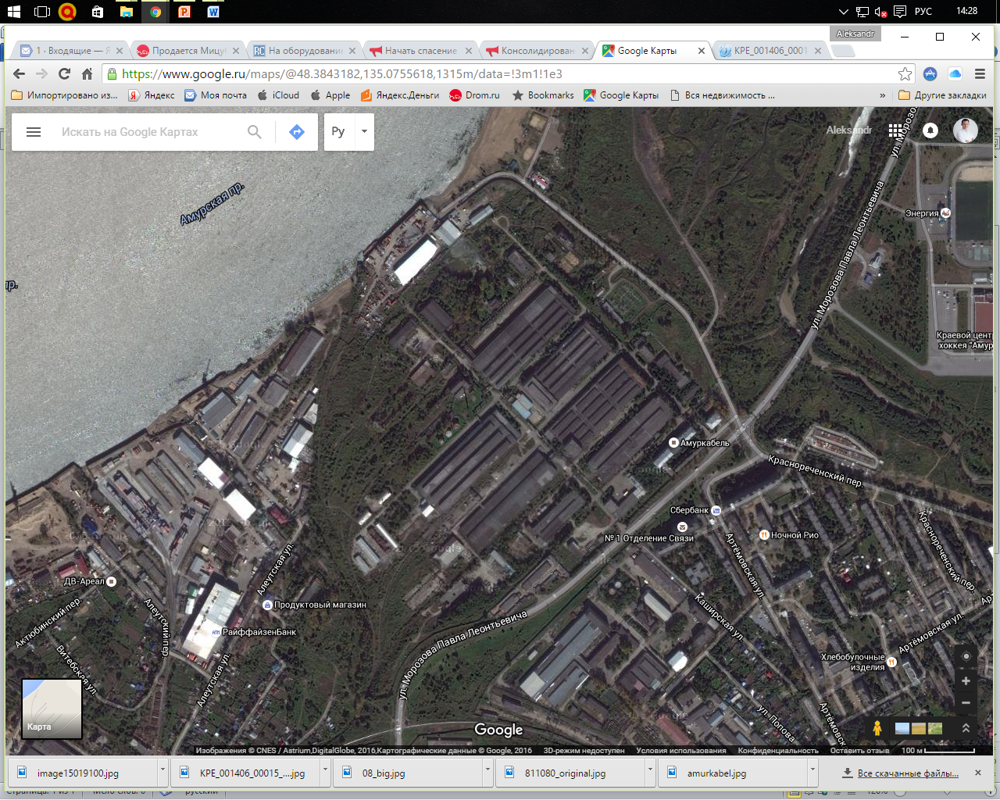 РУС
14:28
Aleksandr
1 · Входящие — Я
Продается Мицу
На оборудование
Начать спасение
Консолидирован
Google Карты
KPE_001406_0001
https://www.google.ru/maps/@48.3843182,135.0755618,1315m/data=!3m1!1e3
Импортировано из...
Яндекс
Моя почта
iCloud
Apple
Яндекс.Деньги
Drom.ru
Bookmarks
Google Карты
Вся недвижимость ...
»
Другие закладки
Искать на Google Картах
Ру
Aleksandr
ул. Морозова
Амурская пр.
пр.
Энергия
ул. Морозова Павла Леонтьевича
Краевой цент
хоккея "Амур
Амуркабель
Краснореченский пер.
Сбербанк
№ 1 Отделение Связи
Ночной Рио
Артёмовская ул.
Краснореченский пер.
ДВ-Ареал
Алеутская ул.
Продуктовый магазин
Актюбинский пер.
Алеутский пер.
РайффайзенБанк
Витебская ул.
Алеутская ул.
ул. Морозова Павла Леонтьевича
Каширская ул.
Артёмовская ул.
Арт
Хлебобулочные
изделия
ул. Попова
Артёмовск
Карта
Google
Изображения © CNES / Astrium,DigitalGlobe, 2016,Картографические данные © Google, 2016
3D-режим недоступен
Условия использования
Конфиденциальность
Оставить отзыв
100 м
image15019100.jpg
KPE_001406_00015_....jpg
08_big.jpg
811080_original.jpg
amurkabel.jpg
Все скачанные файлы...